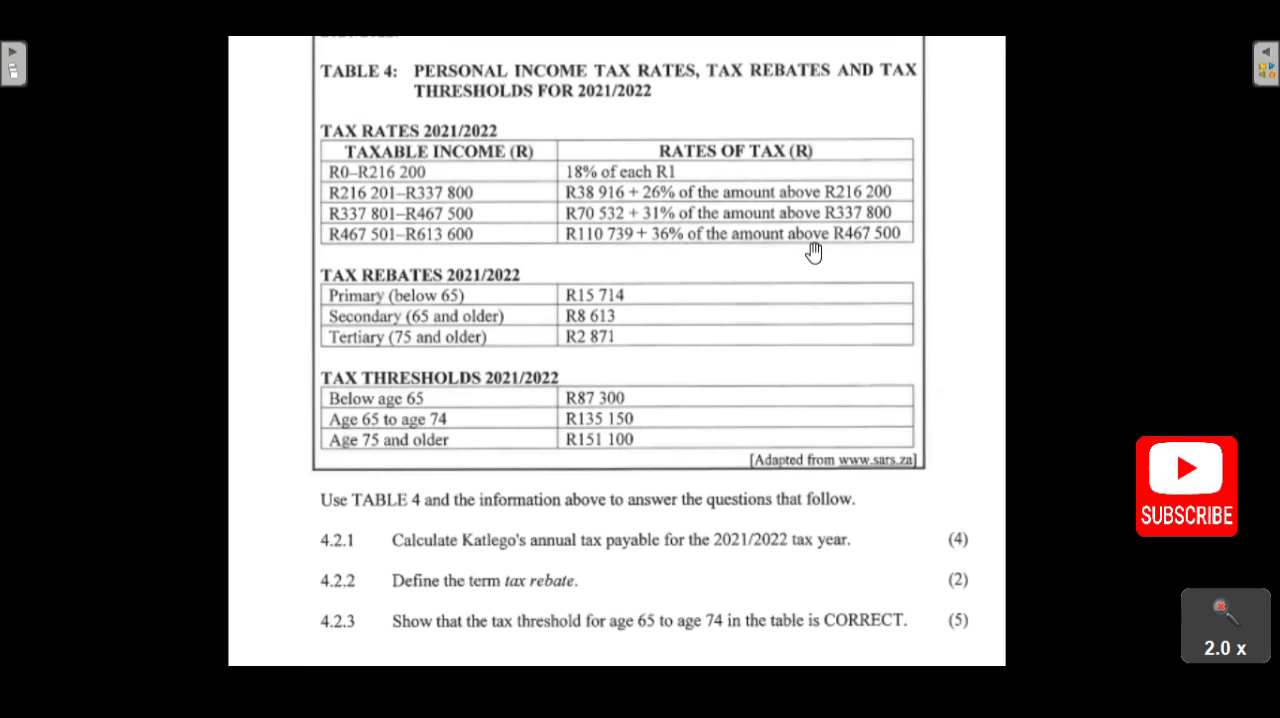 TABLE 4: PERSONAL INCOME TAX RATES, TAX REBATES AND TAX
THRESHOLDS FOR 2021/2022
TAX RATES 2021/2022
TAXABLE INCOME (R) RATES OF TAX (R)
R0–R216 200 18% of each R1
R216 201–R337 800 R38 916 + 26% of the amount above R216 200
R337 801–R467 500 R70 532 + 31% of the amount above R337 800
R467 501–R613 600 R110 739 + 36% of the amount above R467 500
TAX REBATES 2021/2022
Primary (below 65) R15 714
Secondary (65 and older) R8 613
Tertiary (75 and older) R2 871
TAX THRESHOLDS 2021/2022
Below age 65 R87 300
Age 65 to age 74 R135 150
Age 75 and older R151 100
[Adapted from www.sars.za]
Use TABLE 4 and the information above to answer the questions that follow.
4.2.1 Calculate Katlego's annual tax payable for the 2021/2022 tax year. (4)
4.2.2 Define the term tax rebate. (2)
4.2.3 Show that the tax threshold for age 65 to age 74 in the table is CORRECT. (5)
SUBSCRIBE
2.0 x